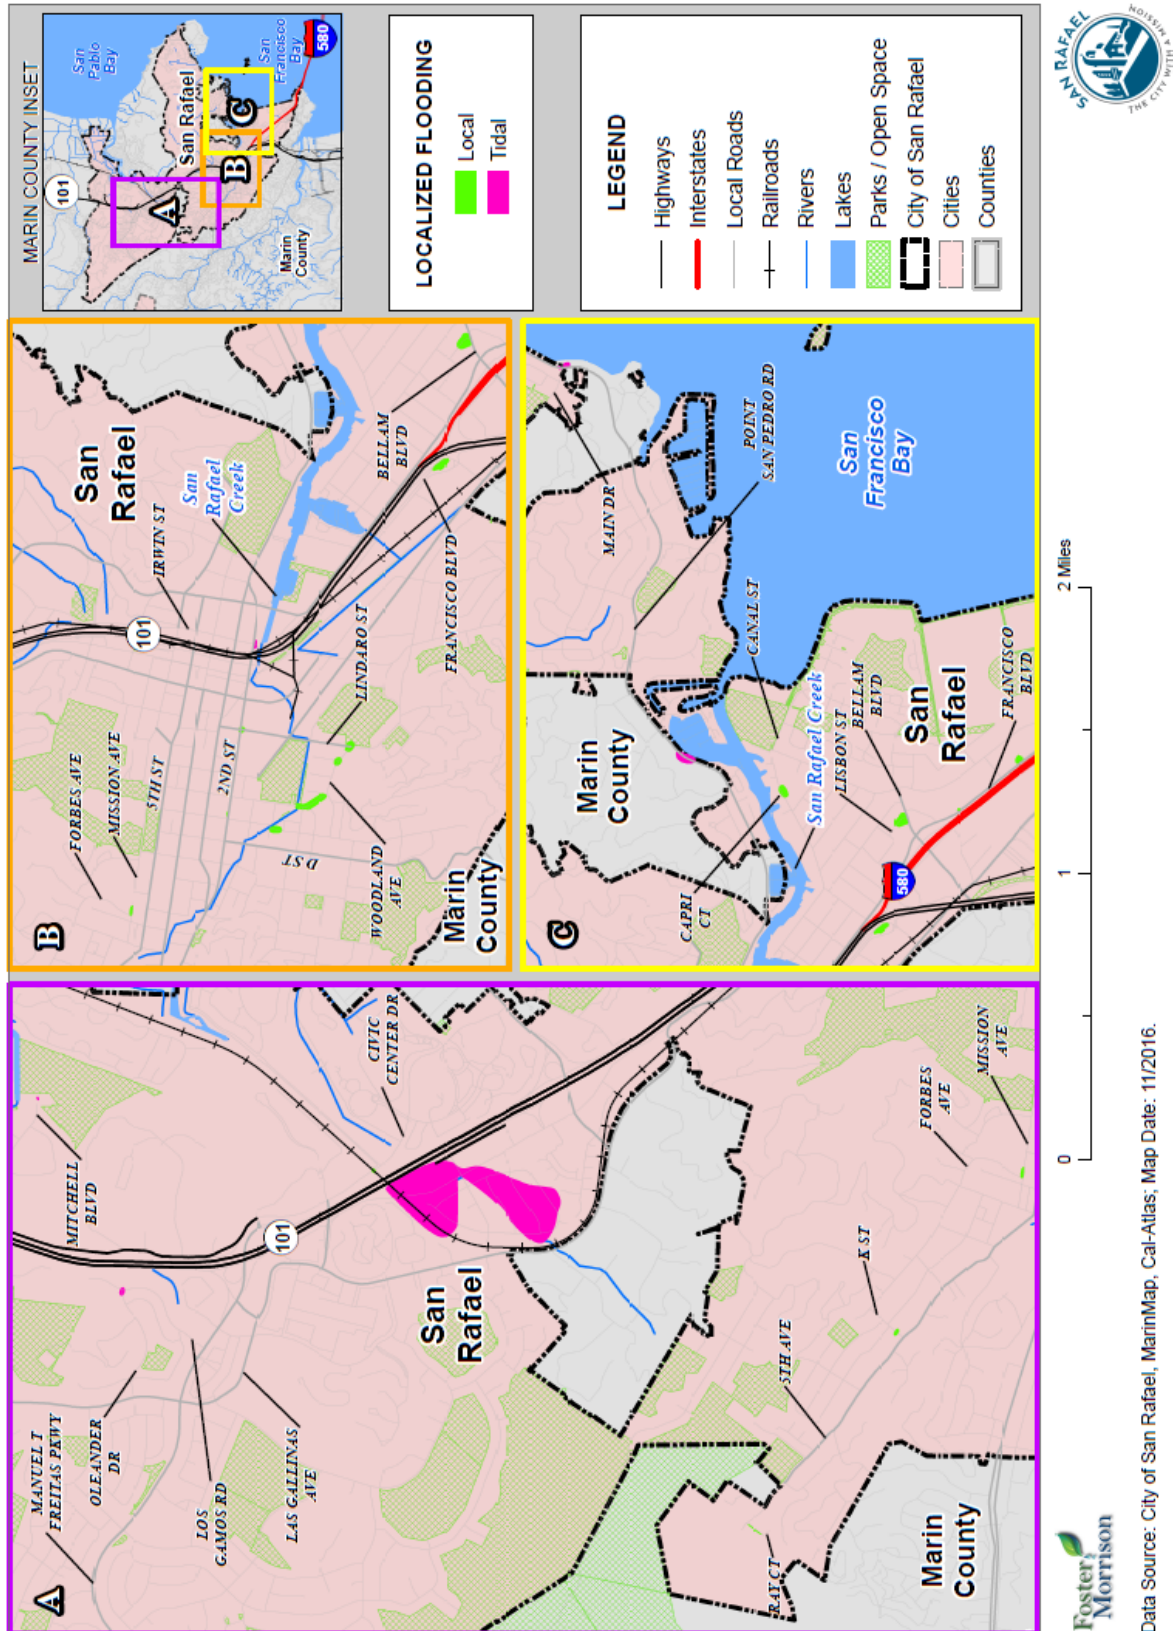 MARIN COUNTY INSET
101
San
Pablo
Bay
San Rafael
San
Francisco
Bay
580
Marin
County
A
B
C
LOCALIZED FLOODING
Local
Tidal
LEGEND
Highways
Interstates
Local Roads
Railroads
Rivers
Lakes
Parks / Open Space
City of San Rafael
Cities
Counties
A
MANUEL T
FREITAS PKWY
OLEANDER
DR
LOS
GAMOS RD
LAS GALLINAS
AVE
MITCHELL
BLVD
101
CIVIC
CENTER DR
San
Rafael
5TH AVE
K ST
FORBES
AVE
MISSION
AVE
RAY CT
Marin
County
B
FORBES AVE
MISSION AVE
5TH ST
2ND ST
D ST
WOODLAND
AVE
Marin
County
101
IRWIN ST
San
Rafael
San
Rafael
Creek
LINDARO ST
FRANCISCO BLVD
BELLAM
BLVD
C
Marin
County
MAIN DR
POINT
SAN PEDRO RD
San
Francisco
Bay
CANAL ST
CAPRI
CT
San Rafael Creek
LISBON ST
BELLAM
BLVD
San
Rafael
FRANCISCO
BLVD
580
Foster
Morrison
0
1
2 Miles
Data Source: City of San Rafael, MarinMap, Cal-Atlas; Map Date: 11/2016.
SAN RAFAEL
THE CITY WITH A MISSION